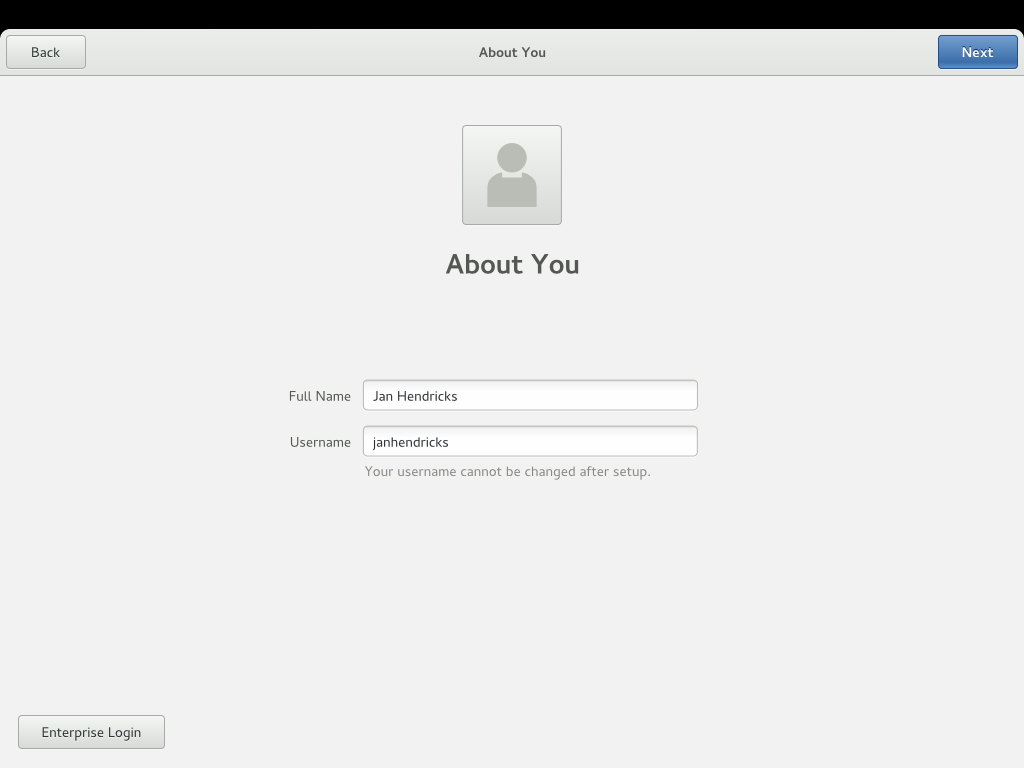 Back
About You
Next
About You
Full Name
Jan Hendricks
Username
janhendricks
Your username cannot be changed after setup.
Enterprise Login